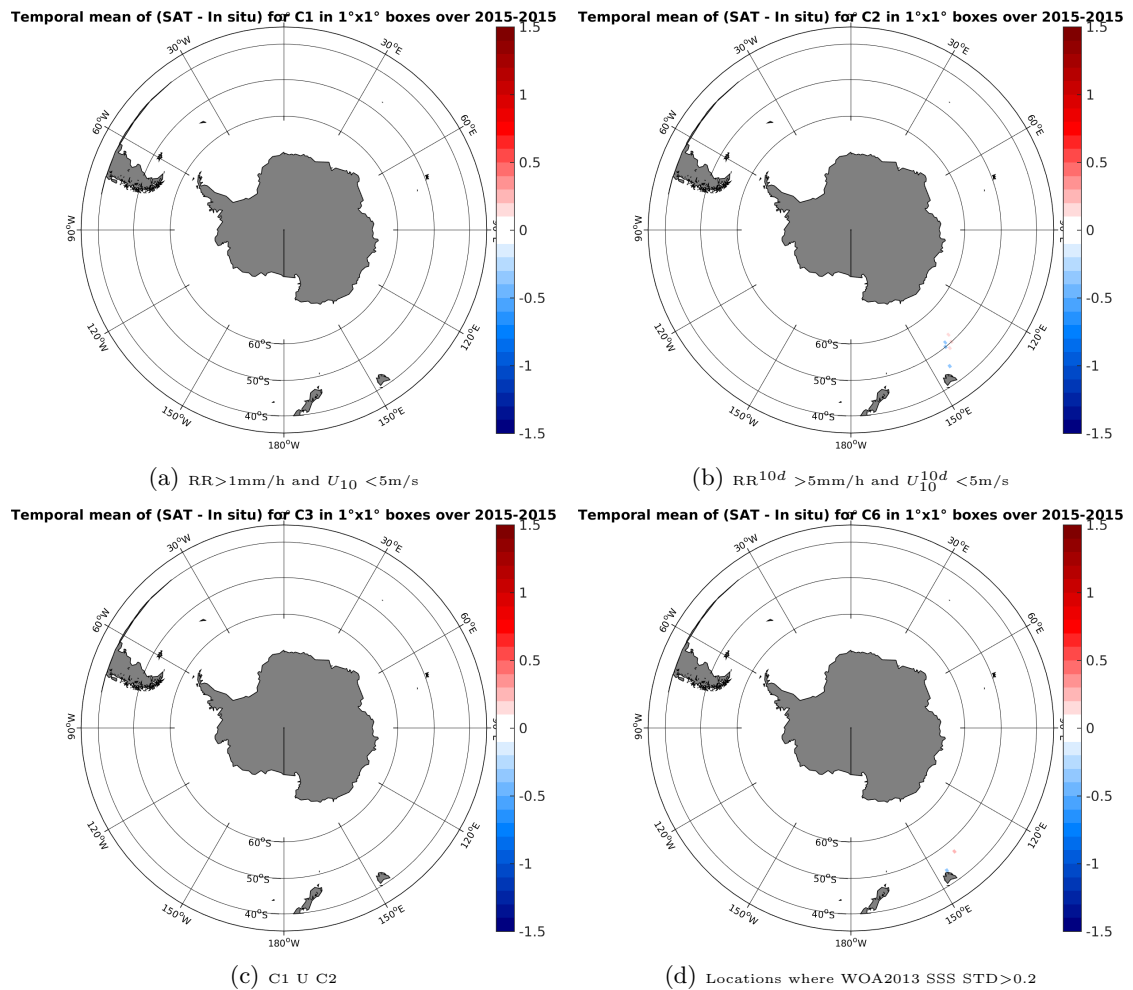 Temporal mean of (SAT - In situ) for C1 in 1°x1° boxes over 2015-2015
30°W
30°E
60°W
60°E
90°W
120°W
120°E
150°W
150°E
180°W
60°S
50°S
40°S
1.5
1
0.5
0
-0.5
-1
-1.5
(a) RR>1mm/h and U10 <5m/s
Temporal mean of (SAT - In situ) for C2 in 1°x1° boxes over 2015-2015
30°W
30°E
60°W
60°E
90°W
120°W
120°E
150°W
150°E
180°W
60°S
50°S
40°S
1.5
1
0.5
0
-0.5
-1
-1.5
(b) RR^10d >5mm/h and U10^10d <5m/s
Temporal mean of (SAT - In situ) for C3 in 1°x1° boxes over 2015-2015
30°W
30°E
60°W
60°E
90°W
120°W
120°E
150°W
150°E
180°W
60°S
50°S
40°S
1.5
1
0.5
0
-0.5
-1
-1.5
(c) C1 U C2
Temporal mean of (SAT - In situ) for C6 in 1°x1° boxes over 2015-2015
30°W
30°E
60°W
60°E
90°W
120°W
120°E
150°W
150°E
180°W
60°S
50°S
40°S
1.5
1
0.5
0
-0.5
-1
-1.5
(d) Locations where WOA2013 SSS STD>0.2